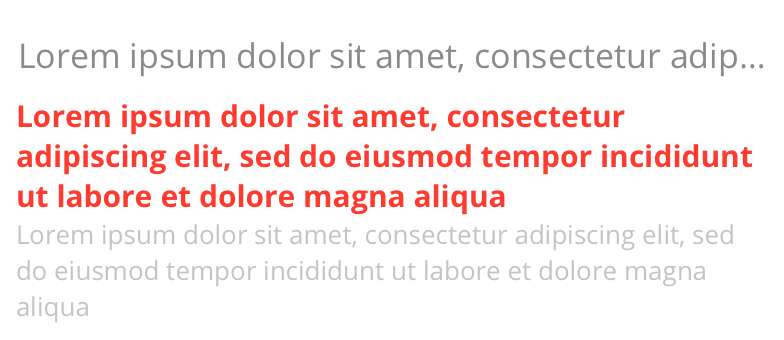 Lorem ipsum dolor sit amet, consectetur adip...
Lorem ipsum dolor sit amet, consectetur
adipiscing elit, sed do eiusmod tempor incididunt
ut labore et dolore magna aliqua
Lorem ipsum dolor sit amet, consectetur adipiscing elit, sed
do eiusmod tempor incididunt ut labore et dolore magna
aliqua